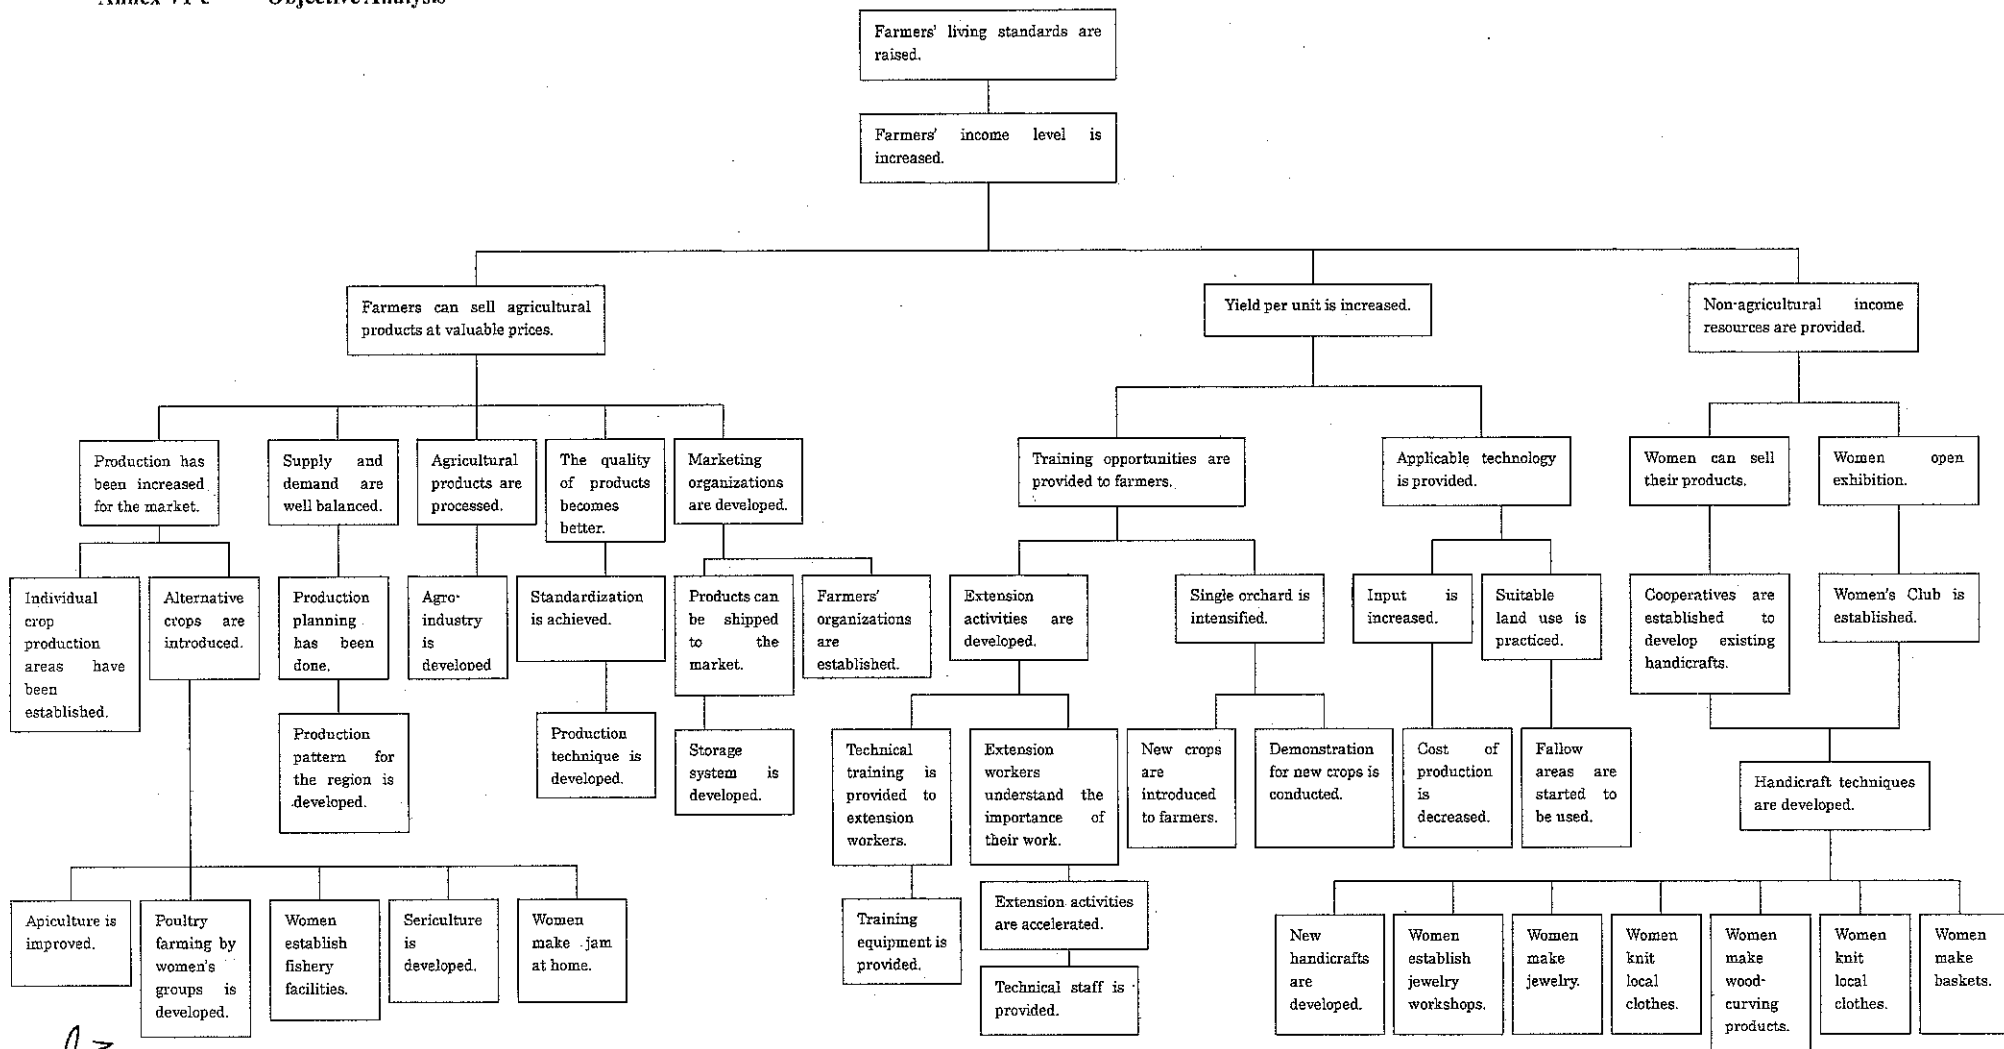 Objective Analysis
Farmers' living standards are
raised.
Farmers' income level is
increased.
Farmers can sell agricultural
products at valuable prices.
Yield per unit is increased.
Non-agricultural income
resources are provided.
Production has
been increased
for the market.
Supply and
demand are
well balanced.
Agricultural
products are
processed.
The quality
of products
becomes
better.
Marketing
organizations
are developed.
Training opportunities are
provided to farmers.
Applicable technology
is provided.
Women can sell
their products.
Women open
exhibition.
Individual
crop
production
areas have
been
established.
Alternative
crops are
introduced.
Production
planning
has been
done.
Agro-
industry
is
developed
Standardization
is achieved.
Products can
be shipped
to the
market.
Farmers'
organizations
are
established.
Extension
activities are
developed.
Single orchard is
intensified.
Input is
increased.
Suitable
land use is
practiced.
Cooperatives are
established to
develop existing
handicrafts.
Women's Club is
established.
Production
pattern for
the region is
developed.
Production
technique is
developed.
Storage
system is
developed.
Technical
training is
provided to
extension
workers.
Extension
workers
understand the
importance of
their work.
New crops
are
introduced
to farmers.
Demonstration
for new crops is
conducted.
Cost of
production
is
decreased.
Fallow
areas are
started to
be used.
Handicraft techniques
are developed.
Apiculture is
improved.
Poultry
farming by
women's
groups is
developed.
Women
establish
fishery
facilities.
Sericulture
is
developed.
Women
make jam
at home.
Training
equipment is
provided.
Extension activities
are accelerated.
Technical staff is
provided.
New
handicrafts
are
developed.
Women
establish
jewelry
workshops.
Women
make
jewelry.
Women
knit
local
clothes.
Women
make
wood-
curving
products.
Women
knit
local
clothes.
Women
make
baskets.